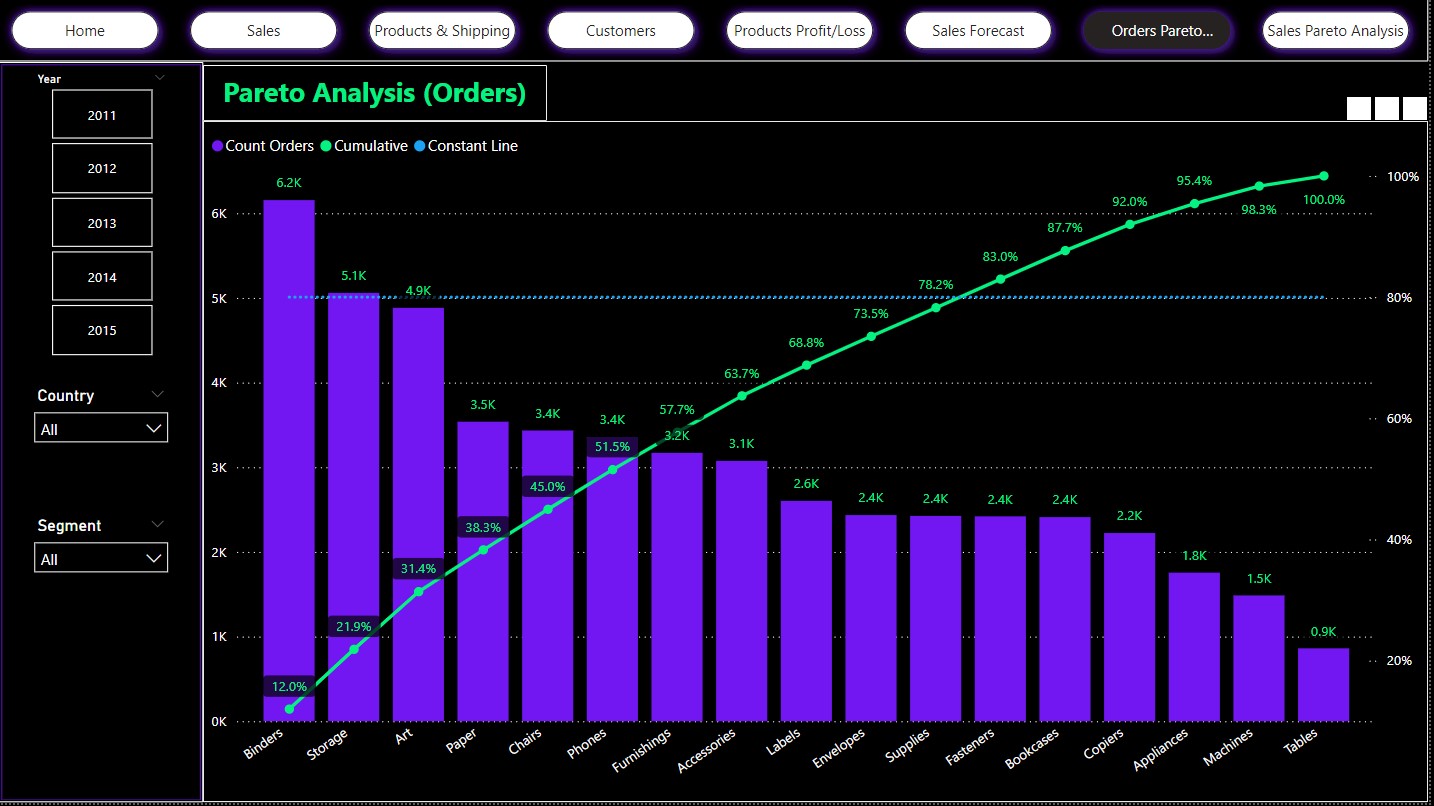 Home
Sales
Products & Shipping
Customers
Products Profit/Loss
Sales Forecast
Orders Pareto...
Sales Pareto Analysis
Year
2011
2012
2013
2014
2015
Country
All
Segment
All
Pareto Analysis (Orders)
Count Orders Cumulative Constant Line
6K
5K
4K
3K
2K
1K
0K
6.2K
5.1K
4.9K
3.5K
3.4K
3.4K
3.2K
3.1K
2.6K
2.4K
2.4K
2.4K
2.4K
2.2K
1.8K
1.5K
0.9K
12.0%
21.9%
31.4%
38.3%
45.0%
51.5%
57.7%
63.7%
68.8%
73.5%
78.2%
83.0%
87.7%
92.0%
95.4%
98.3%
100.0%
100%
80%
60%
40%
20%
Binders
Storage
Art
Paper
Chairs
Phones
Furnishings
Accessories
Labels
Envelopes
Supplies
Fasteners
Bookcases
Copiers
Appliances
Machines
Tables